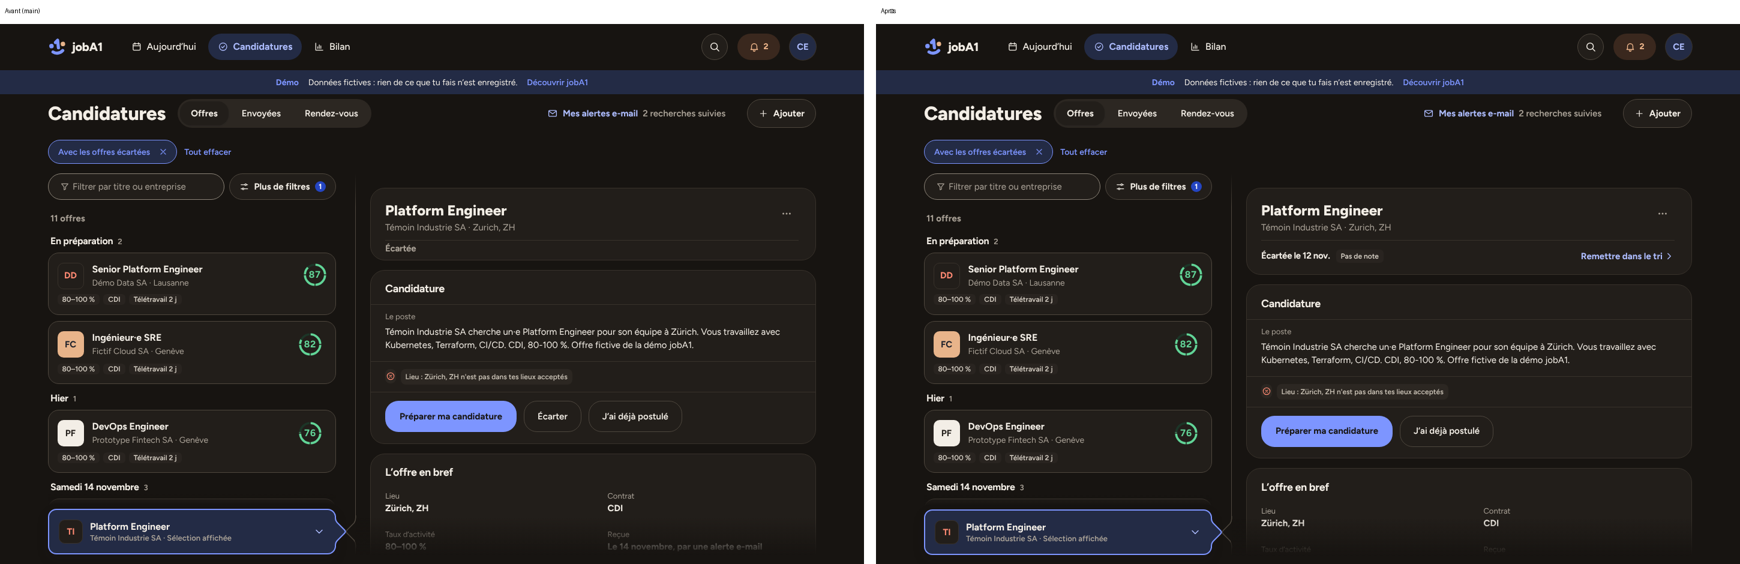 Avant (main)
jobA1
Aujourd'hui
Candidatures
Bilan
2
CE
Démo Données fictives : rien de ce que tu fais n'est enregistré. Découvrir jobA1
Candidatures
Offres
Envoyées
Rendez-vous
Mes alertes e-mail 2 recherches suivies
+ Ajouter
Avec les offres écartées ×
Tout effacer
Filtrer par titre ou entreprise
Plus de filtres 1
11 offres
En préparation 2
DD
Senior Platform Engineer
Démo Data SA · Lausanne
87
80–100 % CDI Télétravail 2 j
FC
Ingénieur·e SRE
Fictif Cloud SA · Genève
82
80–100 % CDI Télétravail 2 j
Hier 1
PF
DevOps Engineer
Prototype Fintech SA · Genève
76
80–100 % CDI Télétravail 2 j
Samedi 14 novembre 3
TI
Platform Engineer
Témoin Industrie SA · Sélection affichée
Platform Engineer
Témoin Industrie SA · Zurich, ZH
...
Écartée
Candidature
Le poste
Témoin Industrie SA cherche un·e Platform Engineer pour son équipe à Zürich. Vous travaillez avec
Kubernetes, Terraform, CI/CD. CDI, 80-100 %. Offre fictive de la démo jobA1.
Lieu : Zürich, ZH n'est pas dans tes lieux acceptés
Préparer ma candidature
Écarter
J'ai déjà postulé
L'offre en bref
Lieu
Zürich, ZH
Contrat
CDI
Taux d'activité
80–100 %
Reçue
Le 14 novembre, par une alerte e-mail
Après
jobA1
Aujourd'hui
Candidatures
Bilan
2
CE
Démo Données fictives : rien de ce que tu fais n'est enregistré. Découvrir jobA1
Candidatures
Offres
Envoyées
Rendez-vous
Mes alertes e-mail 2 recherches suivies
+ Ajouter
Avec les offres écartées ×
Tout effacer
Filtrer par titre ou entreprise
Plus de filtres 1
11 offres
En préparation 2
DD
Senior Platform Engineer
Démo Data SA · Lausanne
87
80–100 % CDI Télétravail 2 j
FC
Ingénieur·e SRE
Fictif Cloud SA · Genève
82
80–100 % CDI Télétravail 2 j
Hier 1
PF
DevOps Engineer
Prototype Fintech SA · Genève
76
80–100 % CDI Télétravail 2 j
Samedi 14 novembre 3
TI
Platform Engineer
Témoin Industrie SA · Sélection affichée
Platform Engineer
Témoin Industrie SA · Zurich, ZH
...
Écartée le 12 nov. Pas de note
Remettre dans le tri
Candidature
Le poste
Témoin Industrie SA cherche un·e Platform Engineer pour son équipe à Zürich. Vous travaillez avec
Kubernetes, Terraform, CI/CD. CDI, 80-100 %. Offre fictive de la démo jobA1.
Lieu : Zürich, ZH n'est pas dans tes lieux acceptés
Préparer ma candidature
J'ai déjà postulé
L'offre en bref
Lieu
Zürich, ZH
Contrat
CDI
Taux d'activité
Reçue